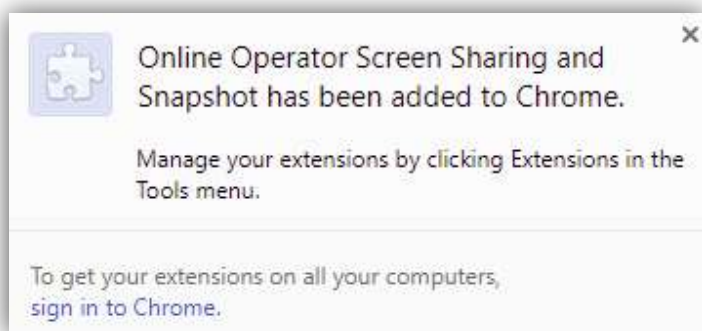 Online Operator Screen Sharing and
Snapshot has been added to Chrome.
Manage your extensions by clicking Extensions in the
Tools menu.
To get your extensions on all your computers,
sign in to Chrome.